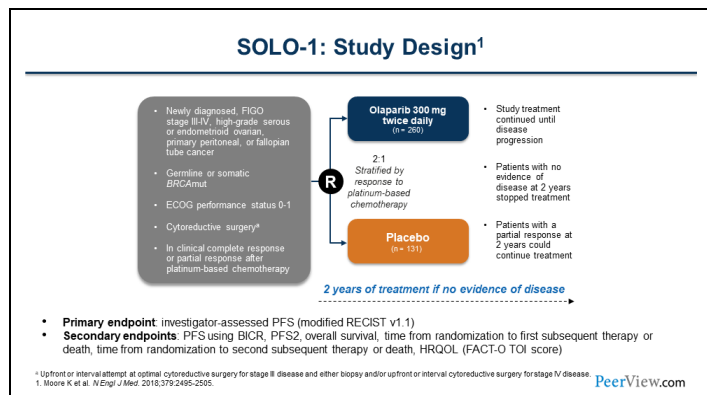 SOLO-1: Study Design1
• Newly diagnosed, FIGO
stage III-IV, high-grade serous
or endometrioid ovarian,
primary peritoneal, or fallopian
tube cancer
• Germline or somatic
BRCAmut
• ECOG performance status 0-1
• Cytoreductive surgerya
• In clinical complete response
or partial response after
platinum-based chemotherapy
R
Olaparib 300 mg
twice daily
(n = 260)
2:1
Stratified by
response to
platinum-based
chemotherapy
Placebo
(n = 131)
• Study treatment
continued until
disease
progression
• Patients with no
evidence of
disease at 2 years
stopped treatment
• Patients with a
partial response at
2 years could
continue treatment
2 years of treatment if no evidence of disease
• Primary endpoint: investigator-assessed PFS (modified RECIST v1.1)
• Secondary endpoints: PFS using BICR, PFS2, overall survival, time from randomization to first subsequent therapy or
death, time from randomization to second subsequent therapy or death, HRQOL (FACT-O TOI score)
a Upfront or interval attempt at optimal cytoreductive surgery for stage III disease and either biopsy and/or upfront or interval cytoreductive surgery for stage IV disease.
1. Moore K et al. N Engl J Med. 2018;379:2495-2505.
PeerView.com